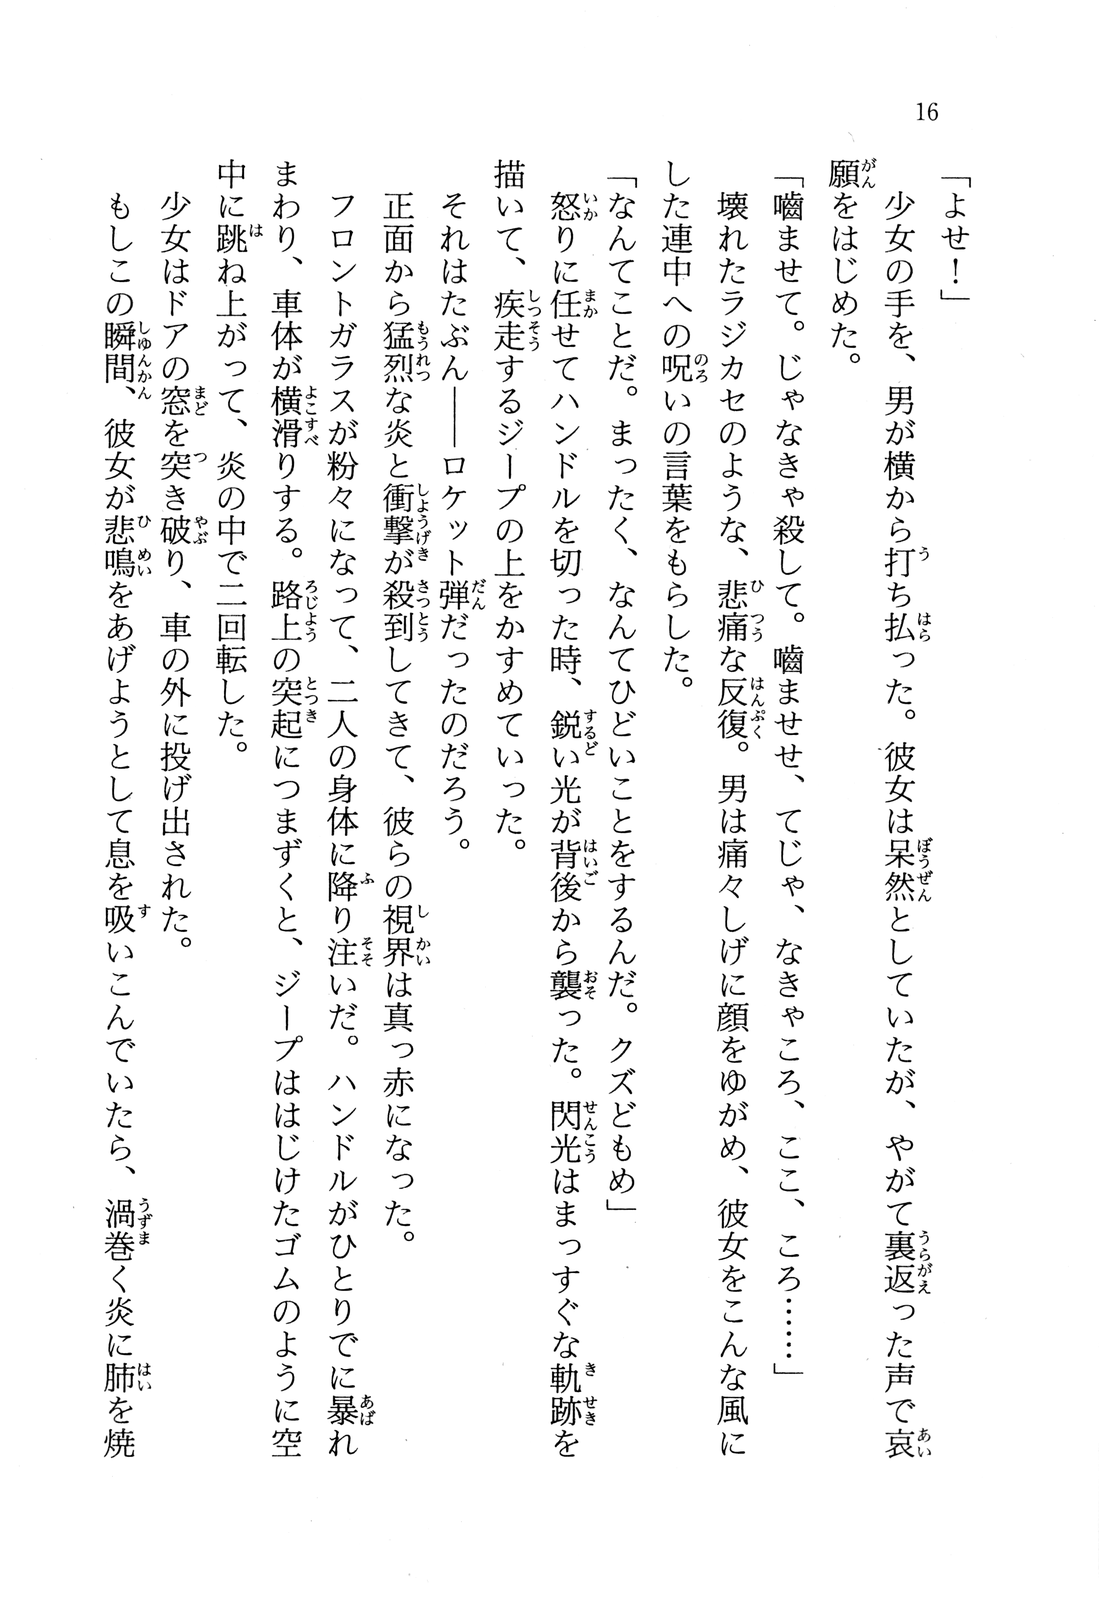 16
「よせ！」
　少女の手を、男が横から打ち払った。彼女は呆然としていたが、やがて裏返った声で哀
願をはじめた。
「嚙ませて。じゃなきゃ殺して。嚙ませせ、てじゃ、なきゃころ、ここ、ころ……」
　壊れたラジカセのような、悲痛な反復。男は痛々しげに顔をゆがめ、彼女をこんな風に
した連中への呪いの言葉をもらした。
「なんてことだ。まったく、なんてひどいことをするんだ。クズどもめ」
　怒りに任せてハンドルを切った時、鋭い光が背後から襲った。閃光はまっすぐな軌跡を
描いて、疾走するジープの上をかすめていった。
　それはたぶん――ロケット弾だったのだろう。
　正面から猛烈な炎と衝撃が殺到してきて、彼らの視界は真っ赤になった。
　フロントガラスが粉々になって、二人の身体に降り注いだ。ハンドルがひとりでに暴れ
まわり、車体が横滑りする。路上の突起につまずくと、ジープははじけたゴムのように空
中に跳ね上がって、炎の中で二回転した。
　少女はドアの窓を突き破り、車の外に投げ出された。
　もしこの瞬間、彼女が悲鳴をあげようとして息を吸いこんでいたら、渦巻く炎に肺を焼